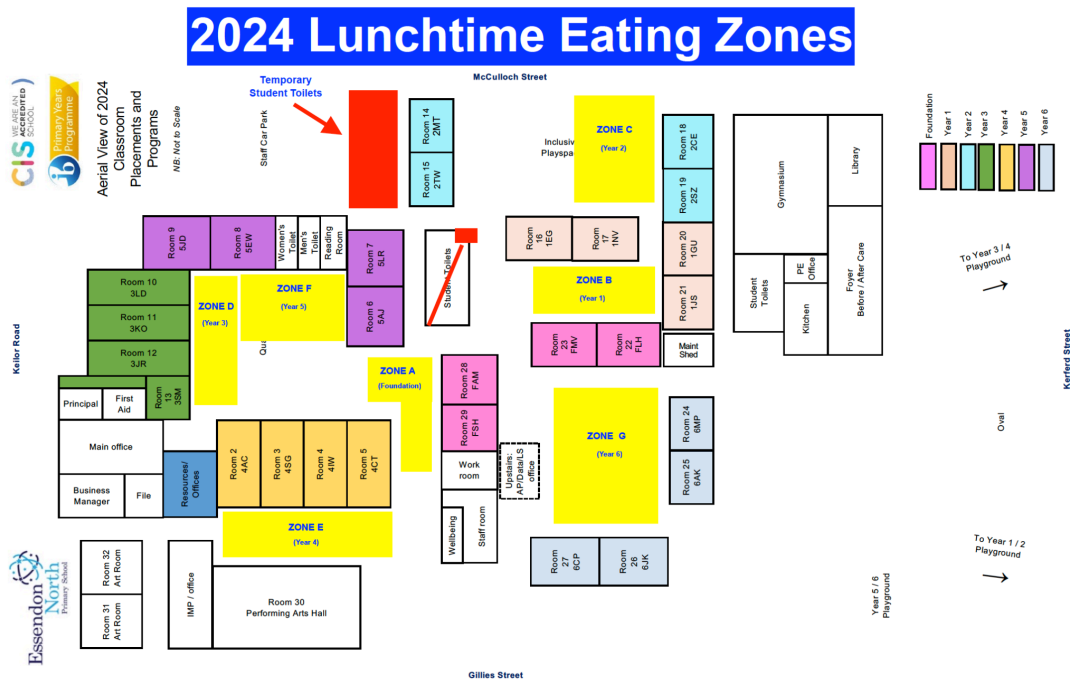 2024 Lunchtime Eating Zones
McCulloch Street
CIS
WE ARE AN
ACCREDITED
SCHOOL
Primary Years
Programme
Aerial View of 2024
Classroom
Placements and
Programs
NB: Not to Scale
Staff Car Park
Temporary
Student Toilets
Room 14
2MT
Room 15
2TW
Inclusiv
Playspa
ZONE C
(Year 2)
Room 18
2CE
Room 19
2SZ
Room 20
1GU
Room 21
1JS
Gymnasium
Library
Foundation
Year 1
Year 2
Year 3
Year 4
Year 5
Year 6
Room 9
5JD
Room 8
5EW
Women's
Toilet
Men's
Toilet
Reading
Room
Room 7
5LR
Room 6
5AJ
Student Toilets
Room
16
1EG
Room
17
1NV
ZONE B
(Year 1)
Room
23
FMV
Room
22
FLH
Maint
Shed
Student
Toilets
PE
Office
Kitchen
Foyer
Before / After Care
To Year 3 / 4
Playground
Keilor Road
Room 10
3LD
Room 11
3KO
Room 12
3JR
Room
13
3SM
ZONE D
(Year 3)
ZONE F
(Year 5)
Qua
ZONE A
(Foundation)
Room 28
FAM
Room 29
FSH
Kerferd Street
Principal
First
Aid
Main office
Business
Manager
File
Resources/
Offices
Room 2
4AC
Room 3
4SG
Room 4
4IW
Room 5
4CT
Work
room
Upstairs:
AP/Data/LS
office
Wellbeing
Staff room
ZONE G
(Year 6)
Room 24
6MP
Room 25
6AK
Oval
ZONE E
(Year 4)
Room
27
6CP
Room
26
6JK
To Year 1 / 2
Playground
Year 5 / 6
Playground
Essendon
North
Primary School
Room 32
Art Room
Room 31
Art Room
IMP / office
Room 30
Performing Arts Hall
Gillies Street